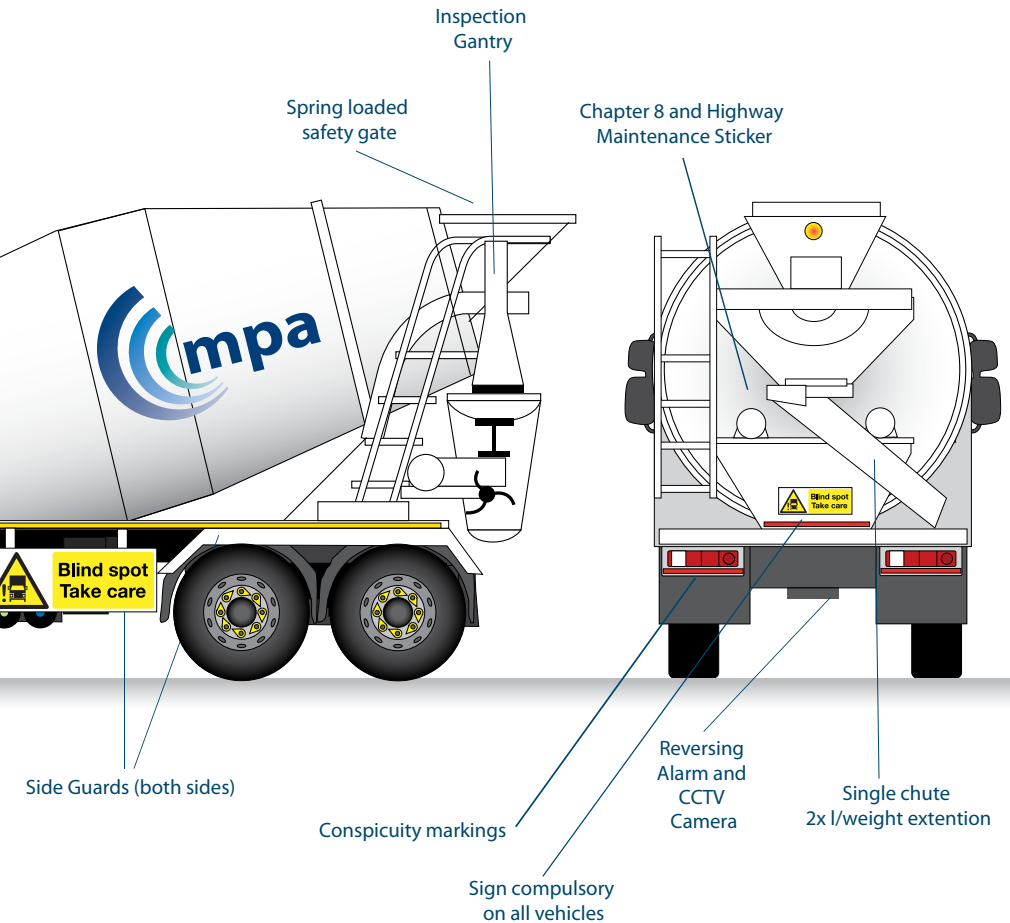 Inspection
Gantry
Spring loaded
safety gate
Chapter 8 and Highway
Maintenance Sticker
mpa
Blind spot
Take care
Blind spot
Take care
Side Guards (both sides)
Conspicuity markings
Reversing
Alarm and
CCTV
Camera
Single chute
2x l/weight extention
Sign compulsory
on all vehicles